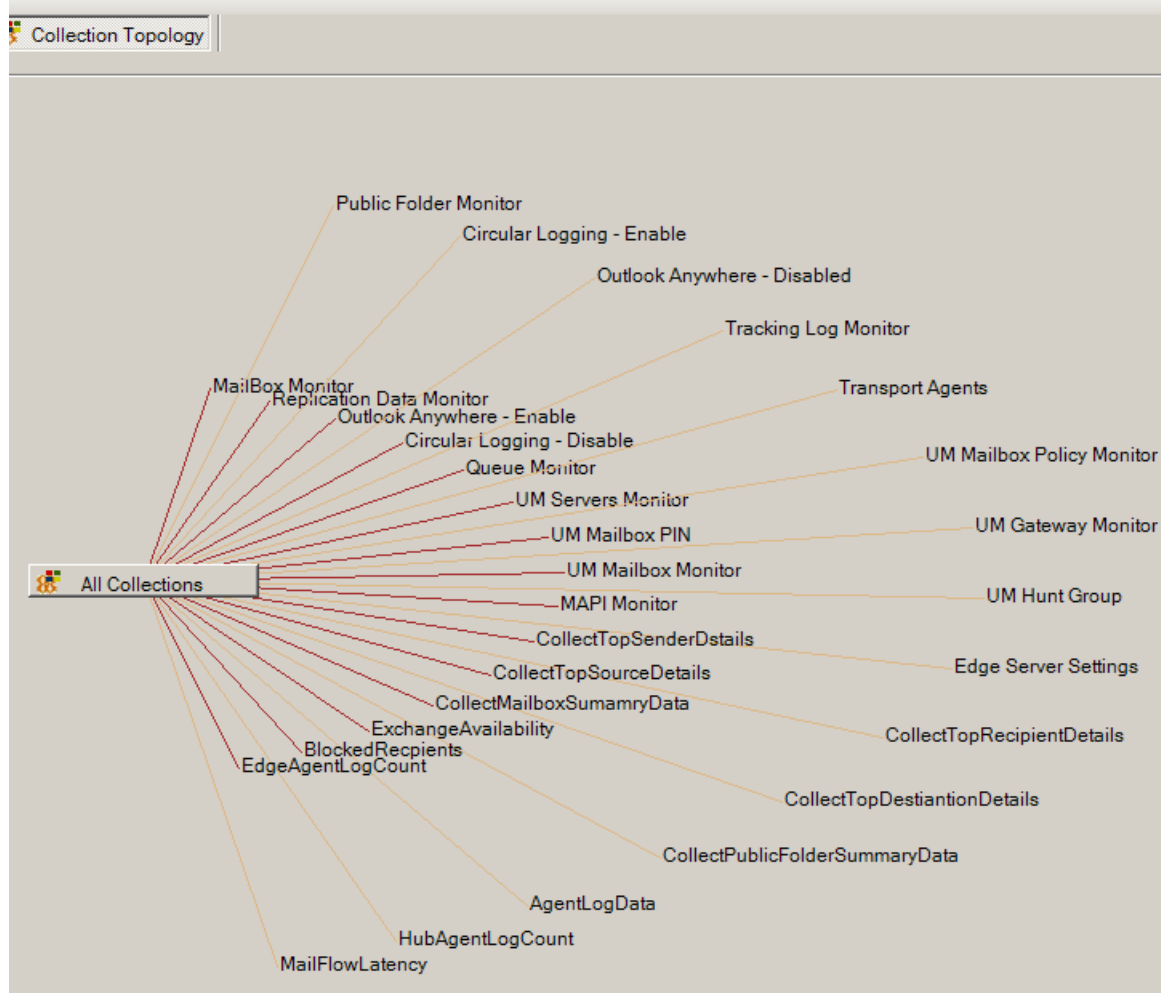 Collection Topology
Public Folder Monitor
Circular Logging - Enable
Outlook Anywhere - Disabled
Tracking Log Monitor
MailBox Monitor
Transport Agents
Replication Data Monitor
Outlook Anywhere - Enable
Circular Logging - Disable
UM Mailbox Policy Monitor
Queue Monitor
UM Servers Monitor
UM Gateway Monitor
UM Mailbox PIN
UM Mailbox Monitor
All Collections
UM Hunt Group
MAPI Monitor
CollectTopSenderDstails
Edge Server Settings
CollectTopSourceDetails
CollectMailboxSumamryData
ExchangeAvailability
CollectTopRecipientDetails
BlockedRecpients
EdgeAgentLogCount
CollectTopDestiantionDetails
CollectPublicFolderSummaryData
AgentLogData
HubAgentLogCount
MailFlowLatency